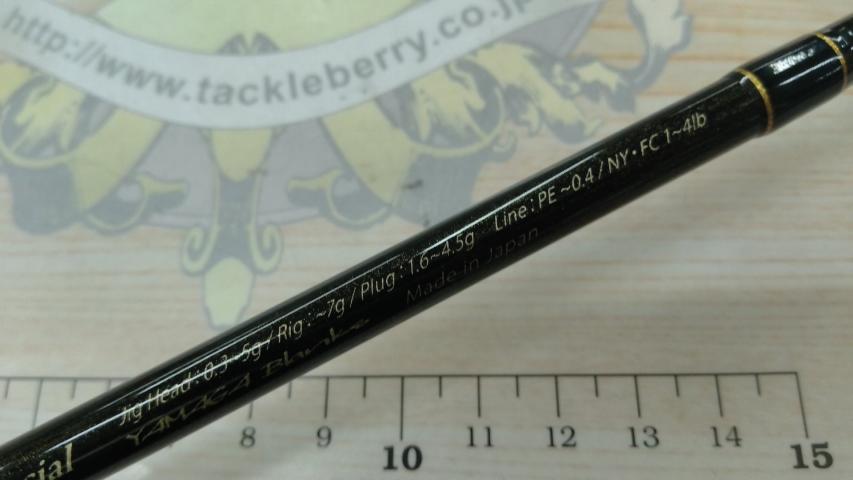 http://www.tackleberry.co.jp
Jig Head : 0.3~5g / Rig : ~7g / Plug : 1.6~4.5g Line : PE ~0.4 / NY・FC 1~4lb
YAMAGA Blanks Made in Japan
cial
8 9 10 11 12 13 14 15